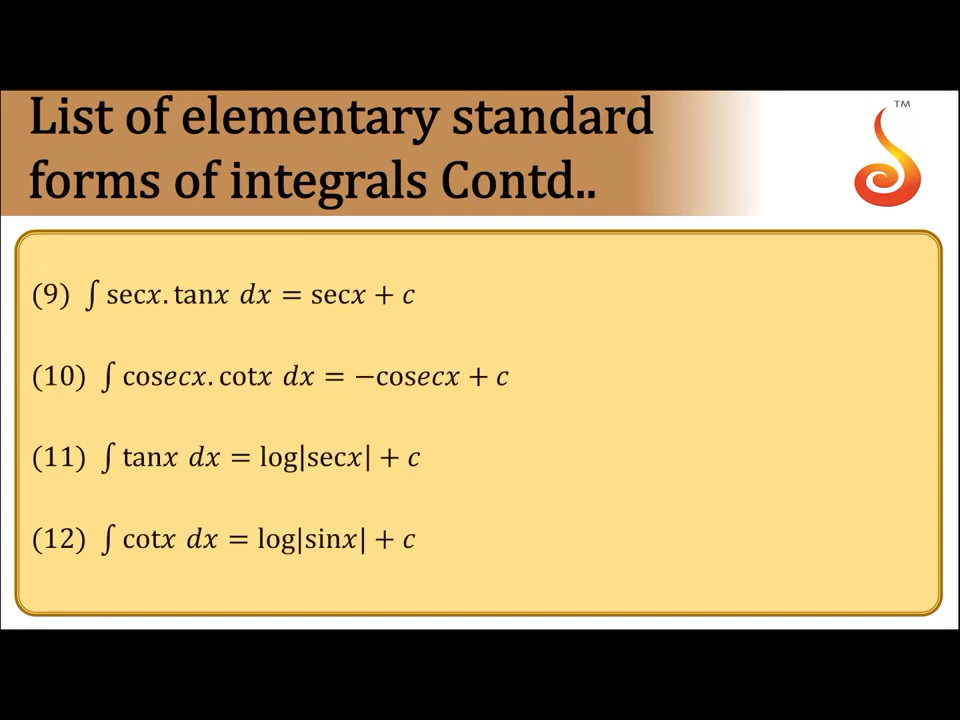 List of elementary standard
forms of integrals Contd..
TM
(9) ∫ secx. tanx dx = secx + c
(10) ∫ cosecx. cotx dx = −cosecx + c
(11) ∫ tanx dx = log|secx| + c
(12) ∫ cotx dx = log|sinx| + c